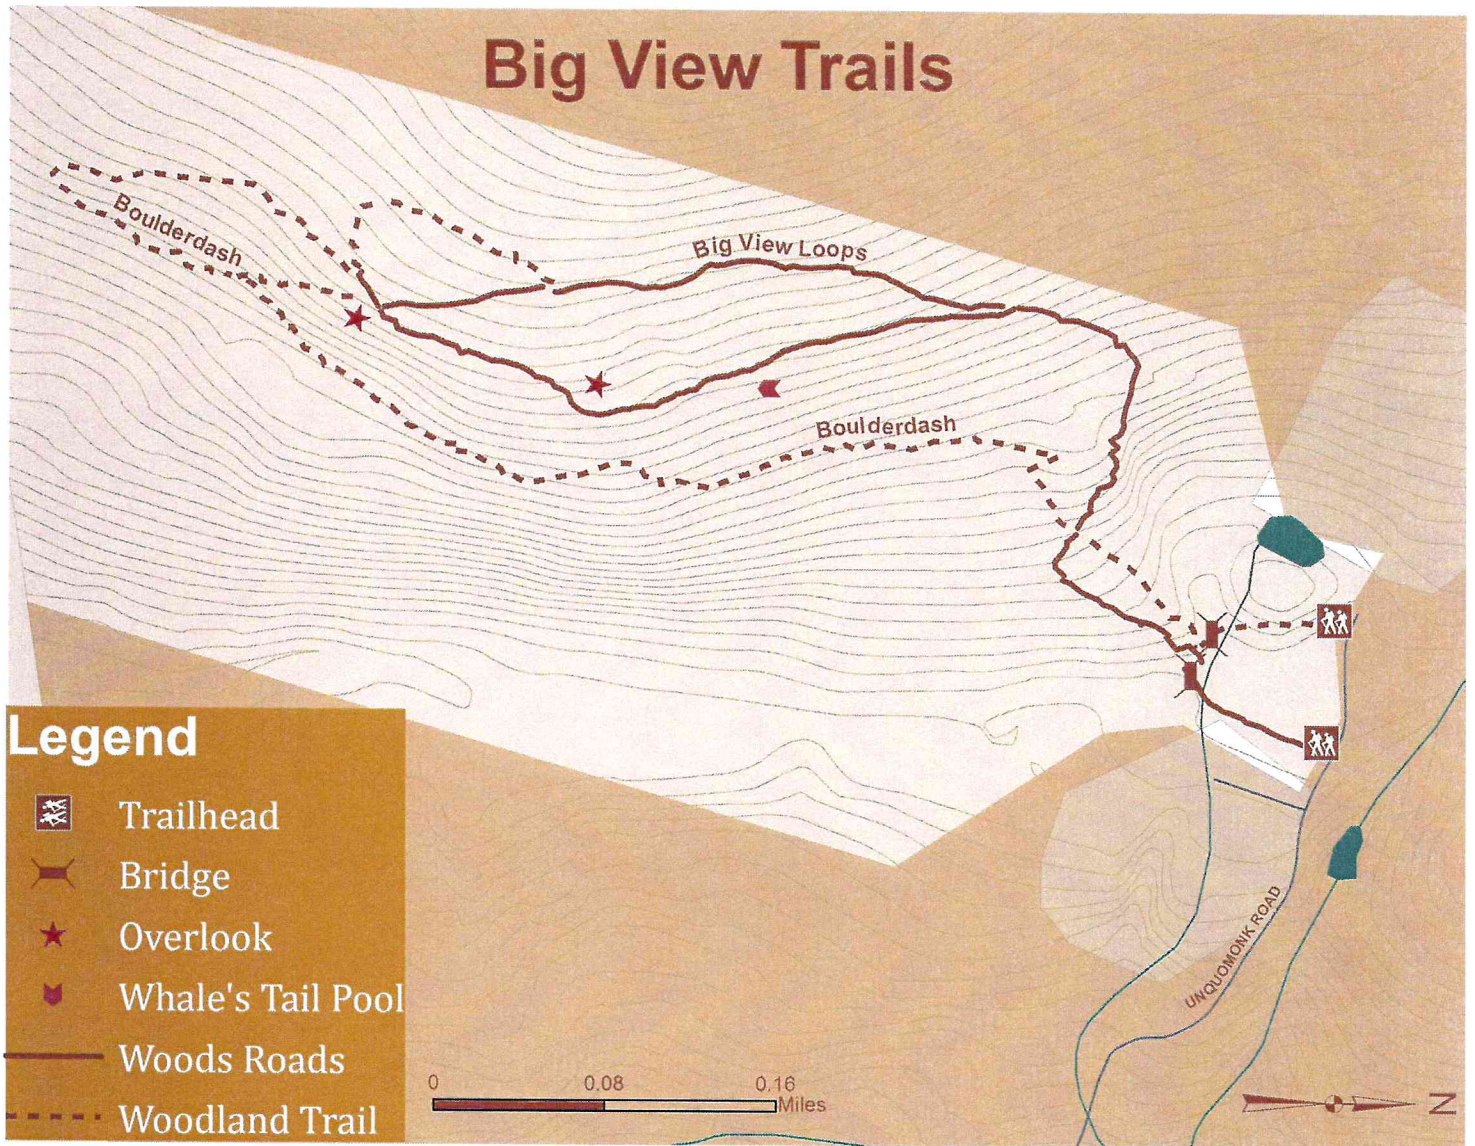 Big View Trails
Boulderdash
Big View Loops
Boulderdash
UNQUOMONK ROAD
Legend
Trailhead
Bridge
Overlook
Whale's Tail Pool
Woods Roads
Woodland Trail
0 0.08 0.16
Miles
N